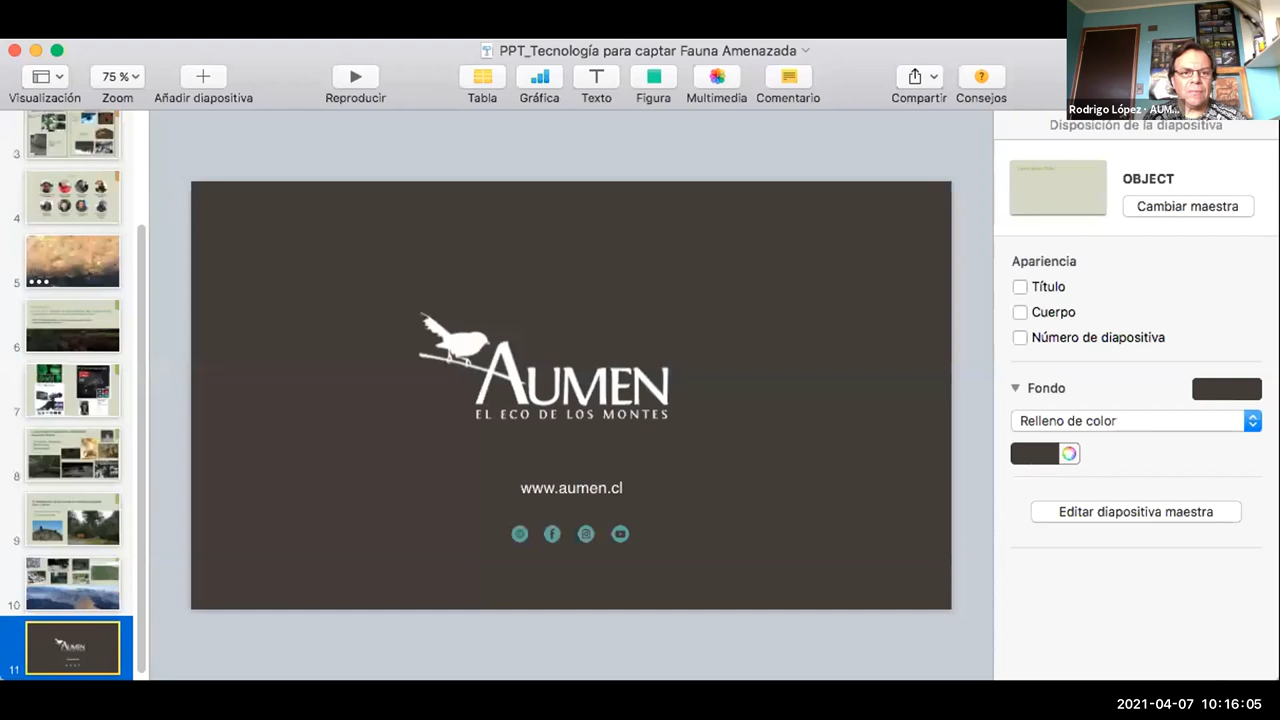 PPT_Tecnología para captar Fauna Amenazada
75 %
Visualización
Zoom
Añadir diapositiva
Reproducir
Tabla
Gráfica
Texto
Figura
Multimedia
Comentario
Compartir
Consejos
Rodrigo López · AUM...
Disposición de la diapositiva
OBJECT
Cambiar maestra
Apariencia
Título
Cuerpo
Número de diapositiva
Fondo
Relleno de color
Editar diapositiva maestra
3
4
5
6
7
8
9
10
11
AUMEN
AUMEN
EL ECO DE LOS MONTES
www.aumen.cl
2021-04-07 10:16:05